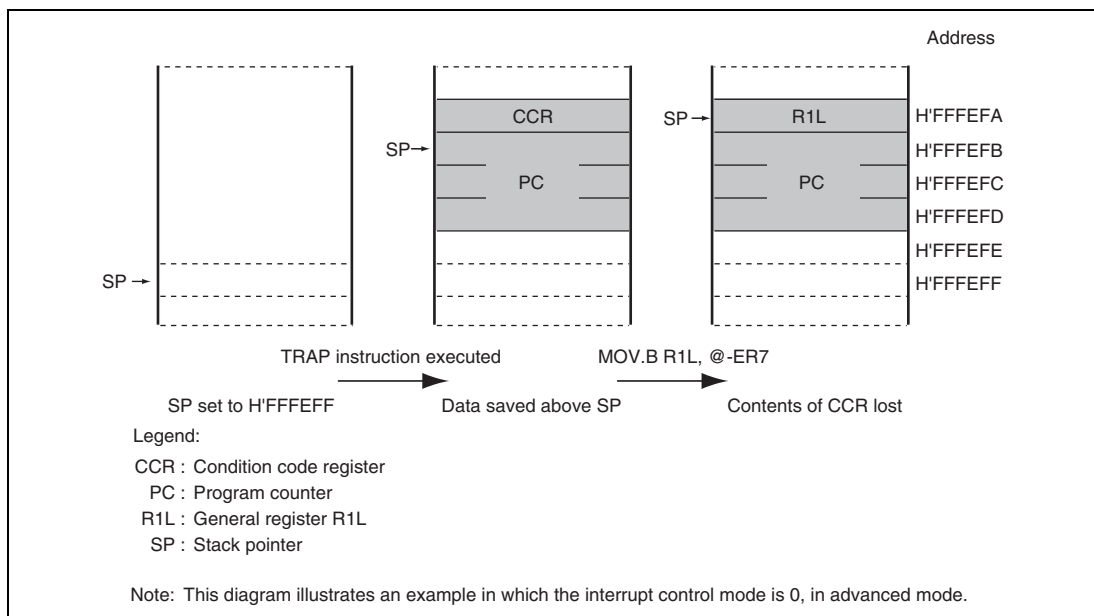 Address
CCR
SP
R1L
H'FFFEFA
SP
H'FFFEFB
PC
PC
H'FFFEFC
H'FFFEFD
H'FFFEFE
SP
H'FFFEFF
TRAP instruction executed
MOV.B R1L, @-ER7
SP set to H'FFFEFF
Data saved above SP
Contents of CCR lost
Legend:
CCR : Condition code register
PC : Program counter
R1L : General register R1L
SP : Stack pointer
Note: This diagram illustrates an example in which the interrupt control mode is 0, in advanced mode.